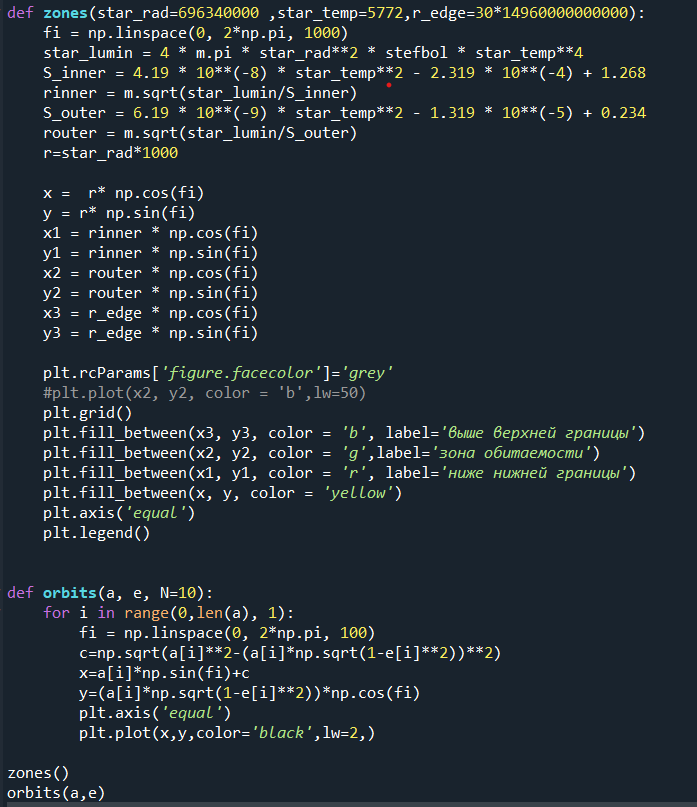 def zones(star_rad=696340000 ,star_temp=5772,r_edge=30*14960000000000):
    fi = np.linspace(0, 2*np.pi, 1000)
    star_lumin = 4 * m.pi * star_rad**2 * stefbol * star_temp**4
    S_inner = 4.19 * 10**(-8) * star_temp**2 - 2.319 * 10**(-4) + 1.268
    rinner = m.sqrt(star_lumin/S_inner)
    S_outer = 6.19 * 10**(-9) * star_temp**2 - 1.319 * 10**(-5) + 0.234
    router = m.sqrt(star_lumin/S_outer)
    r=star_rad*1000

    x =  r* np.cos(fi)
    y = r* np.sin(fi)
    x1 = rinner * np.cos(fi)
    y1 = rinner * np.sin(fi)
    x2 = router * np.cos(fi)
    y2 = router * np.sin(fi)
    x3 = r_edge * np.cos(fi)
    y3 = r_edge * np.sin(fi)

    plt.rcParams['figure.facecolor']='grey'
    #plt.plot(x2, y2, color = 'b',lw=50)
    plt.grid()
    plt.fill_between(x3, y3, color = 'b', label='выше верхней границы')
    plt.fill_between(x2, y2, color = 'g',label='зона обитаемости')
    plt.fill_between(x1, y1, color = 'r', label='ниже нижней границы')
    plt.fill_between(x, y, color = 'yellow')
    plt.axis('equal')
    plt.legend()


def orbits(a, e, N=10):
    for i in range(0,len(a), 1):
        fi = np.linspace(0, 2*np.pi, 100)
        c=np.sqrt(a[i]**2-(a[i]*np.sqrt(1-e[i]**2))**2)
        x=a[i]*np.sin(fi)+c
        y=(a[i]*np.sqrt(1-e[i]**2))*np.cos(fi)
        plt.axis('equal')
        plt.plot(x,y,color='black',lw=2,)

zones()
orbits(a,e)